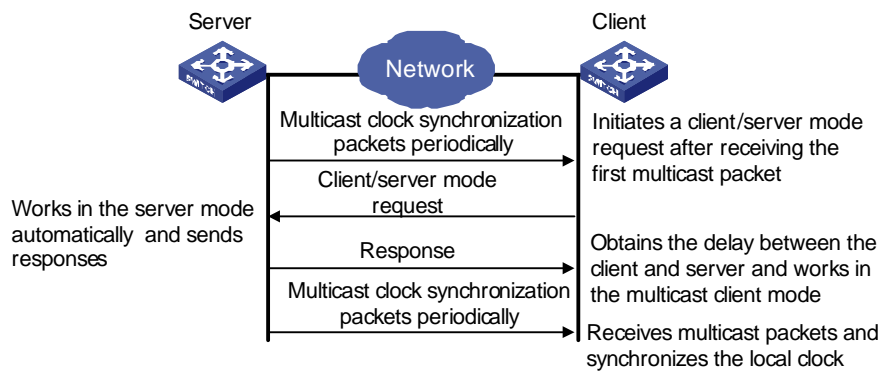 Server
Client
Network
SWITCH
SWITCH
Multicast clock synchronization
packets periodically
Initiates a client/server mode
request after receiving the
first multicast packet
Client/server mode
request
Works in the server mode
automatically and sends
responses
Response
Obtains the delay between the
client and server and works in
the multicast client mode
Multicast clock synchronization
packets periodically
Receives multicast packets and
synchronizes the local clock